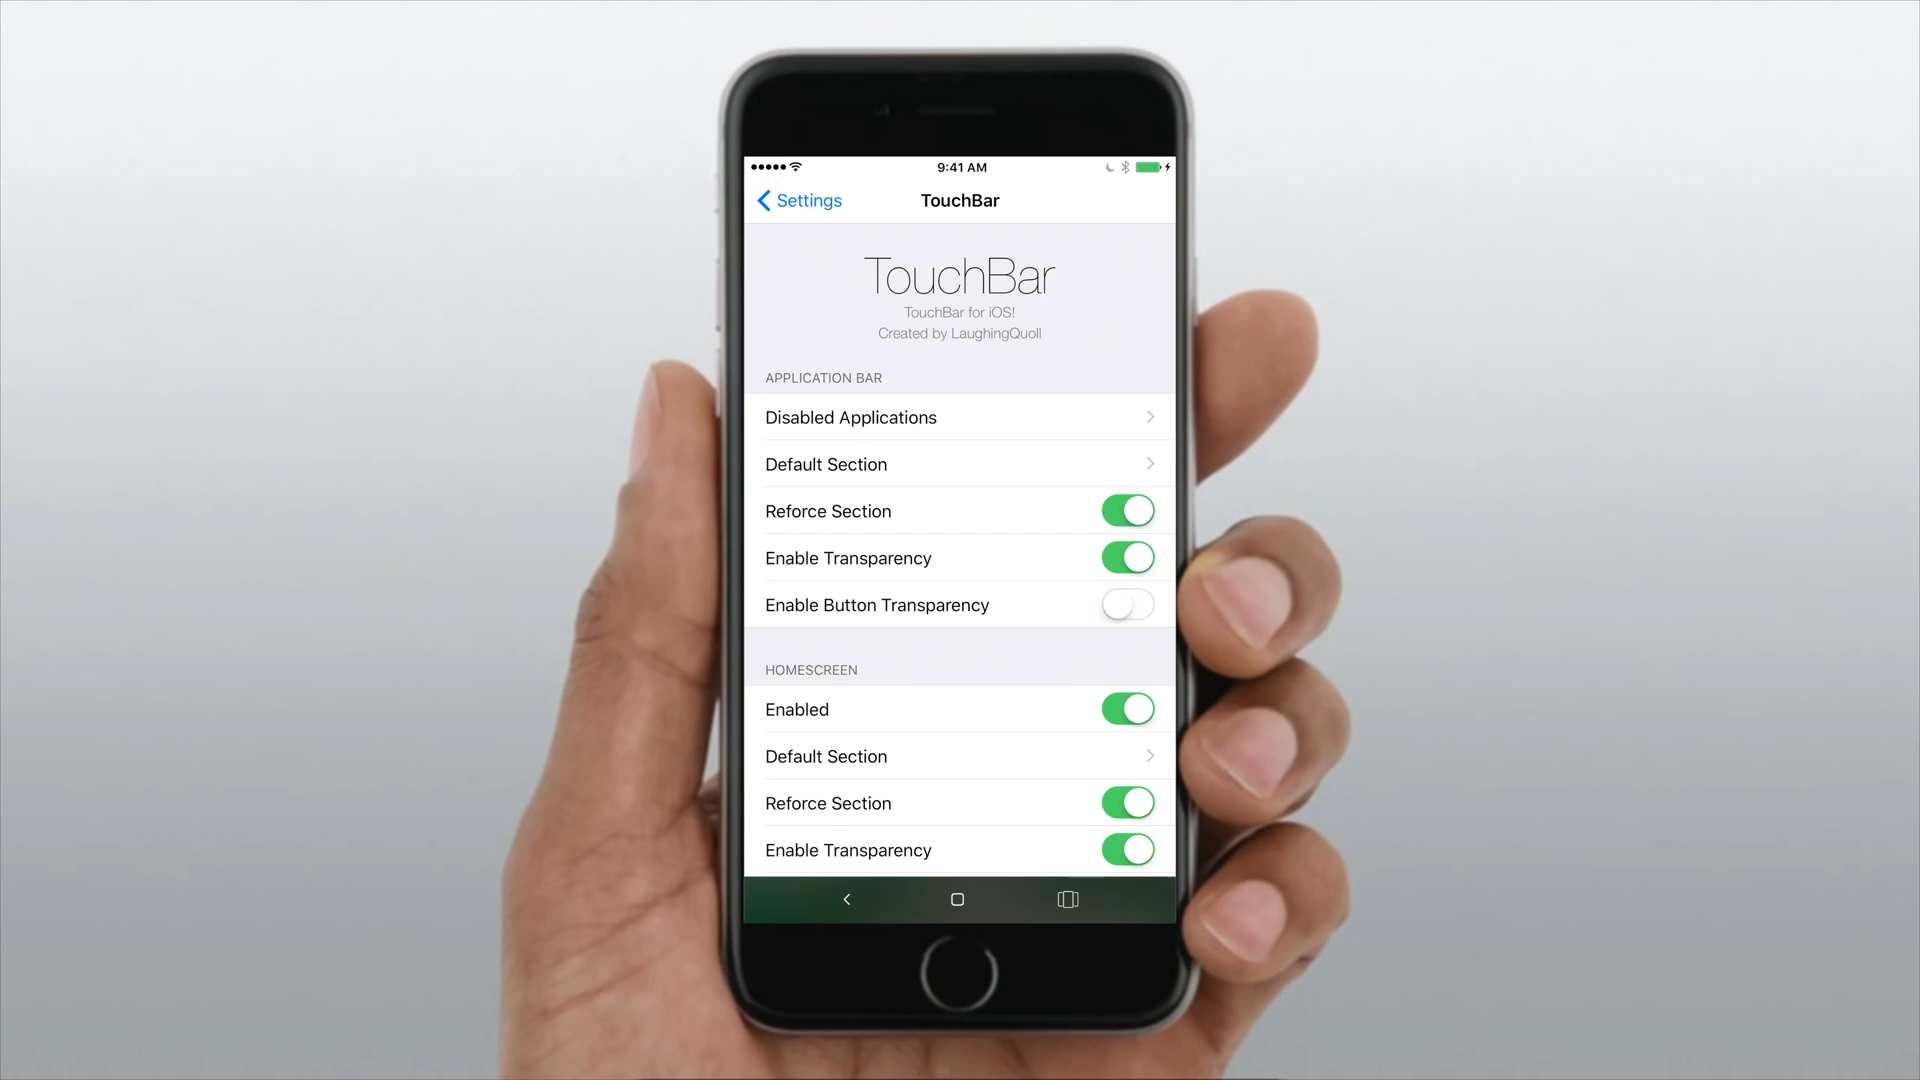 9:41 AM
Settings
TouchBar
TouchBar
TouchBar for iOS!
Created by LaughingQuoll
APPLICATION BAR
Disabled Applications
Default Section
Reforce Section
Enable Transparency
Enable Button Transparency
HOMESCREEN
Enabled
Default Section
Reforce Section
Enable Transparency